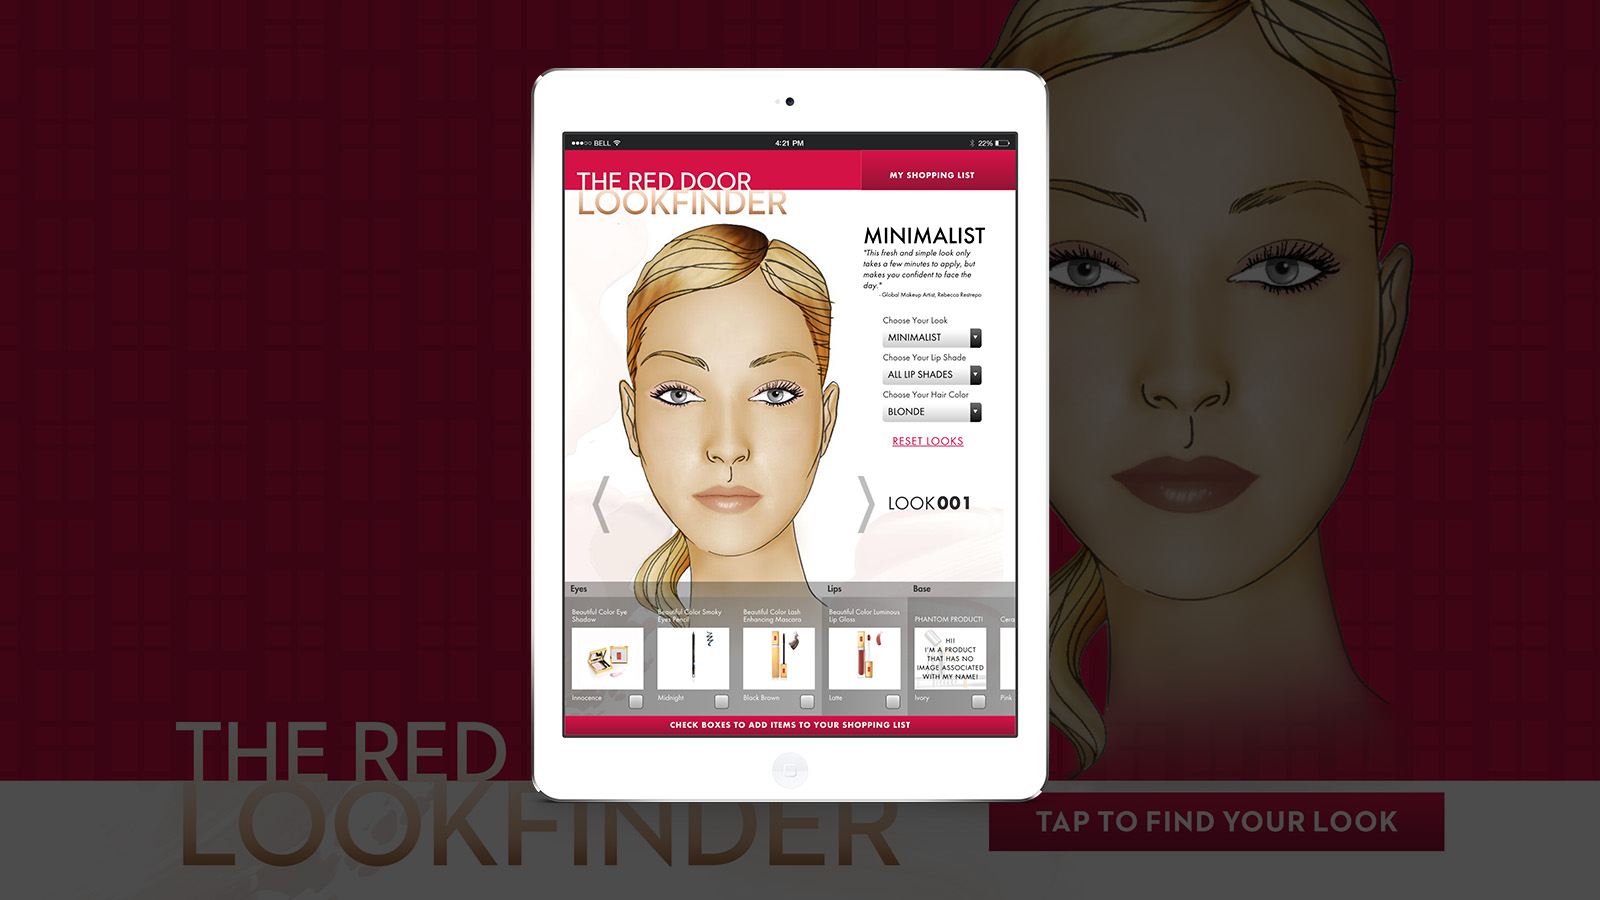 BELL
4:21 PM
22%
THE RED DOOR
LOOKFINDER
MY SHOPPING LIST
MINIMALIST
"This fresh and simple look only
takes a few minutes to apply, but
makes you confident to face the
day."
- Global Makeup Artist, Rebecca Restrepo
Choose Your Look
MINIMALIST
Choose Your Lip Shade
ALL LIP SHADES
Choose Your Hair Color
BLONDE
RESET LOOKS
LOOK001
Eyes
Lips
Base
Beautiful Color Eye
Shadow
Innocence
Beautiful Color Smoky
Eyes Pencil
Midnight
Beautiful Color Lash
Enhancing Mascara
Black Brown
Beautiful Color Luminous
Lip Gloss
Latte
PHANTOM PRODUCT!
HI!
I'M A PRODUCT
THAT HAS NO
IMAGE ASSOCIATED
WITH MY NAME!
Ivory
Cera
Pink
CHECK BOXES TO ADD ITEMS TO YOUR SHOPPING LIST
THE RED
LOOKFINDER
TAP TO FIND YOUR LOOK